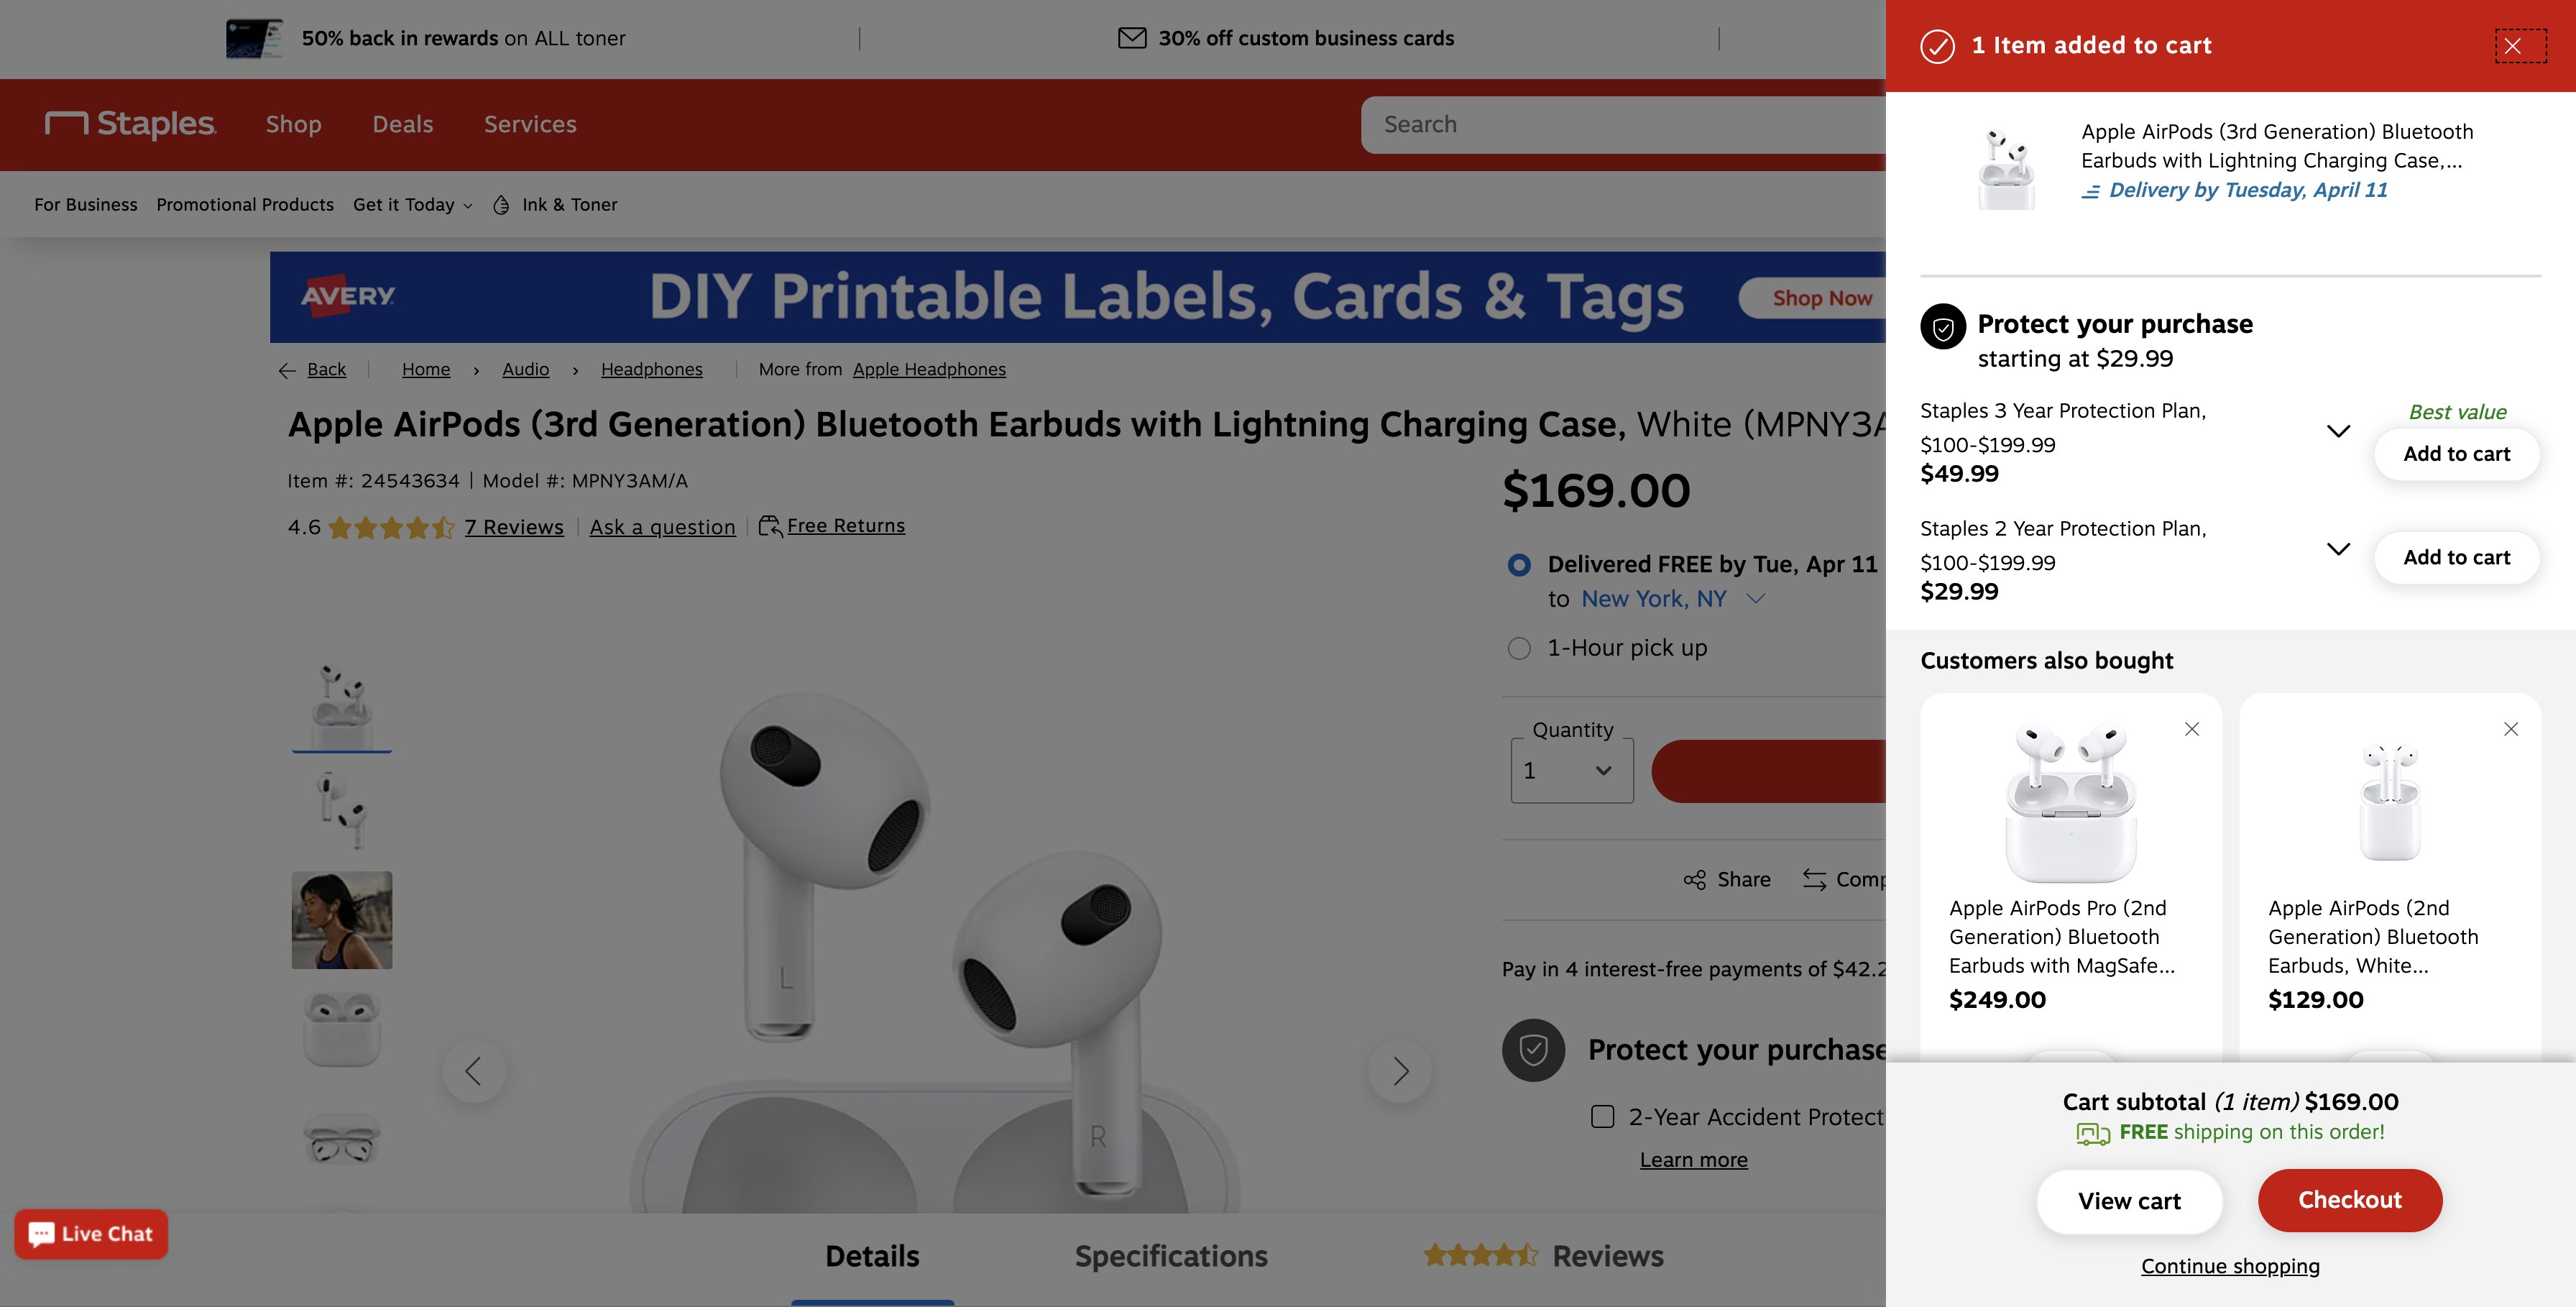 50% back in rewards on ALL toner
30% off custom business cards
Staples
Shop
Deals
Services
Search
For Business
Promotional Products
Get it Today
Ink & Toner
AVERY
DIY Printable Labels, Cards & Tags
Shop Now
Back
Home
Audio
Headphones
More from Apple Headphones
Apple AirPods (3rd Generation) Bluetooth Earbuds with Lightning Charging Case, White (MPNY3A
Item #: 24543634 | Model #: MPNY3AM/A
4.6
7 Reviews
Ask a question
Free Returns
$169.00
Delivered FREE by Tue, Apr 11
to New York, NY
1-Hour pick up
Quantity
1
Share
Comp
Pay in 4 interest-free payments of $42.2
Protect your purchase
2-Year Accident Protect
Learn more
L
R
Live Chat
Details
Specifications
Reviews
1 Item added to cart
Apple AirPods (3rd Generation) Bluetooth
Earbuds with Lightning Charging Case,...
Delivery by Tuesday, April 11
Protect your purchase
starting at $29.99
Staples 3 Year Protection Plan,
$100-$199.99
$49.99
Best value
Add to cart
Staples 2 Year Protection Plan,
$100-$199.99
$29.99
Add to cart
Customers also bought
Apple AirPods Pro (2nd
Generation) Bluetooth
Earbuds with MagSafe...
$249.00
Apple AirPods (2nd
Generation) Bluetooth
Earbuds, White...
$129.00
Cart subtotal (1 item) $169.00
FREE shipping on this order!
View cart
Checkout
Continue shopping